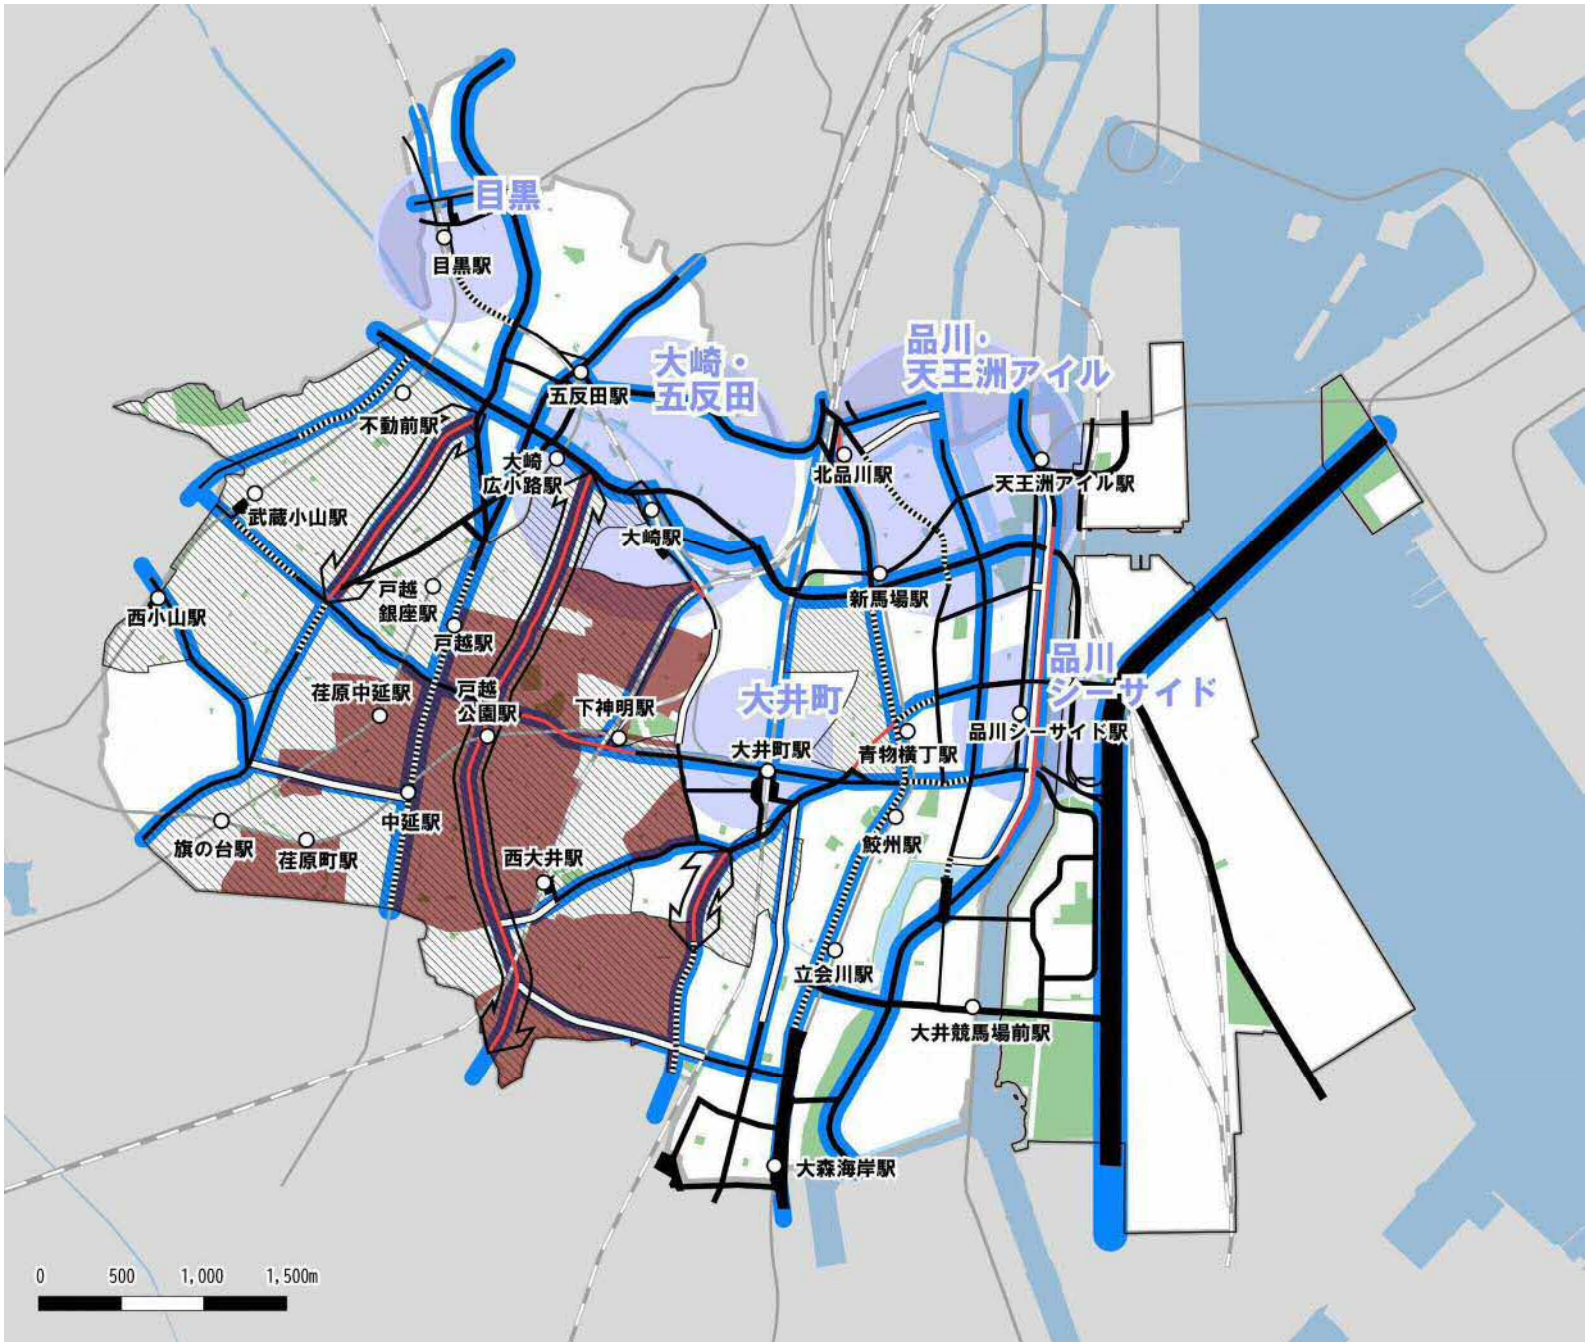 目黒
目黒駅
大崎・
五反田
品川・
天王洲アイル
五反田駅
不動前駅
大崎
広小路駅
北品川駅
天王洲アイル駅
武蔵小山駅
大崎駅
新馬場駅
戸越
銀座駅
西小山駅
戸越駅
品川
シーサイド
荏原中延駅
戸越
公園駅
下神明駅
大井町
大井町駅
青物横丁駅
品川シーサイド駅
中延駅
旗の台駅
荏原町駅
西大井駅
鮫州駅
立会川駅
大井競馬場前駅
大森海岸駅
0 500 1,000 1,500m